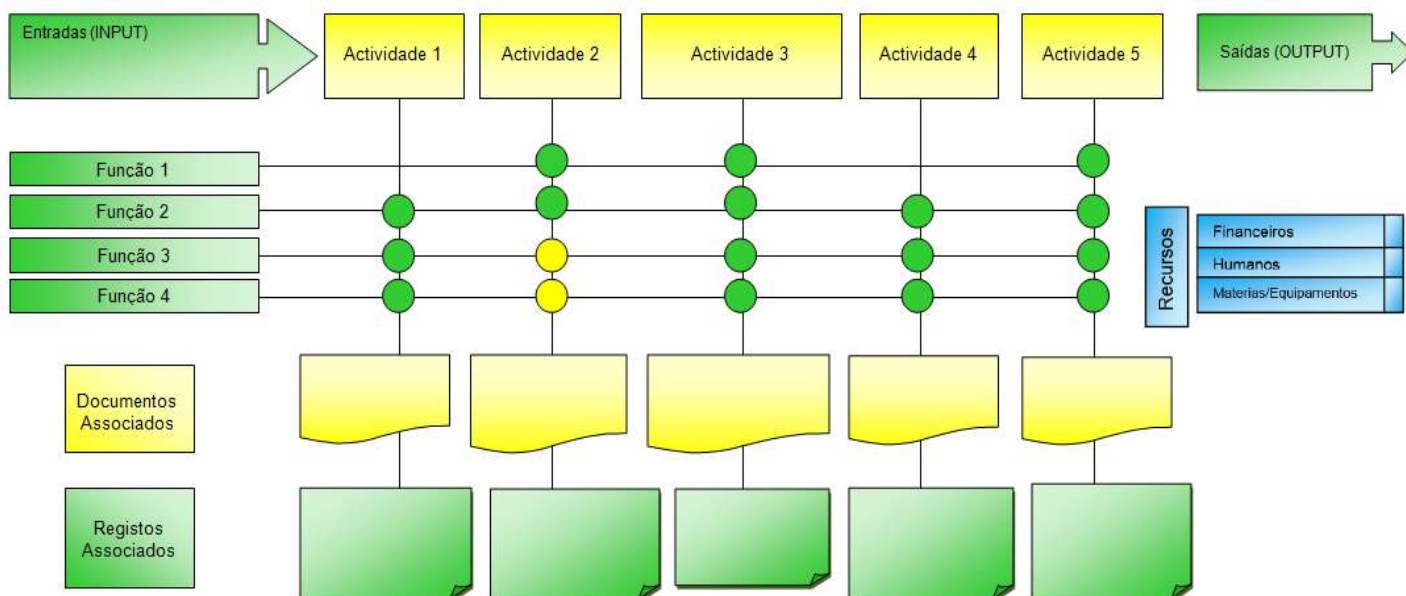 Entradas (INPUT)
Actividade 1
Actividade 2
Actividade 3
Actividade 4
Actividade 5
Saídas (OUTPUT)
Função 1
Função 2
Função 3
Função 4
Recursos
Financeiros
Humanos
Materias/Equipamentos
Documentos
Associados
Registos
Associados